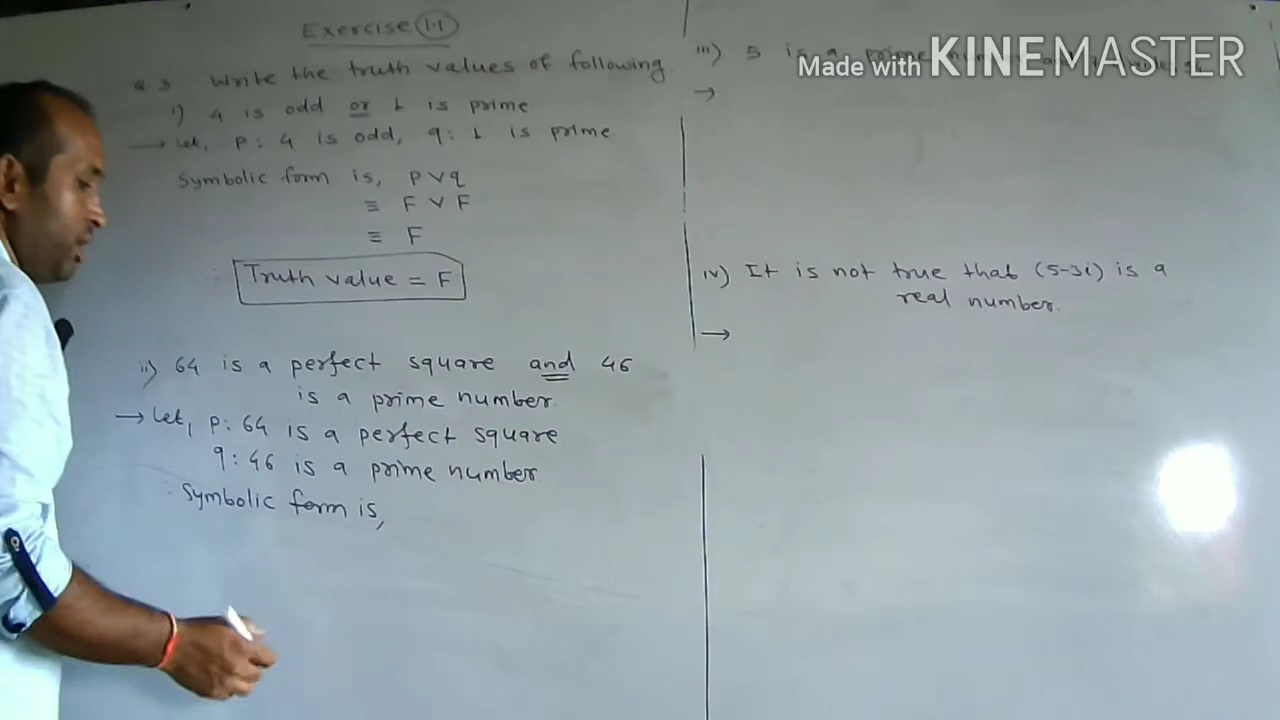 Exercise 1.1
Q 3 Write the truth values of following
i) 4 is odd or 1 is prime
→ Let, p: 4 is odd, q: 1 is prime
Symbolic form is, p ∨ q
≡ F ∨ F
≡ F
Truth value = F
ii) 64 is a perfect square and 46
is a prime number.
→ Let, p: 64 is a perfect square
q: 46 is a prime number
Symbolic form is,
iii) 5 is a prime
→
iv) It is not true that (5-3i) is a
real number.
→
Made with KINEMASTER